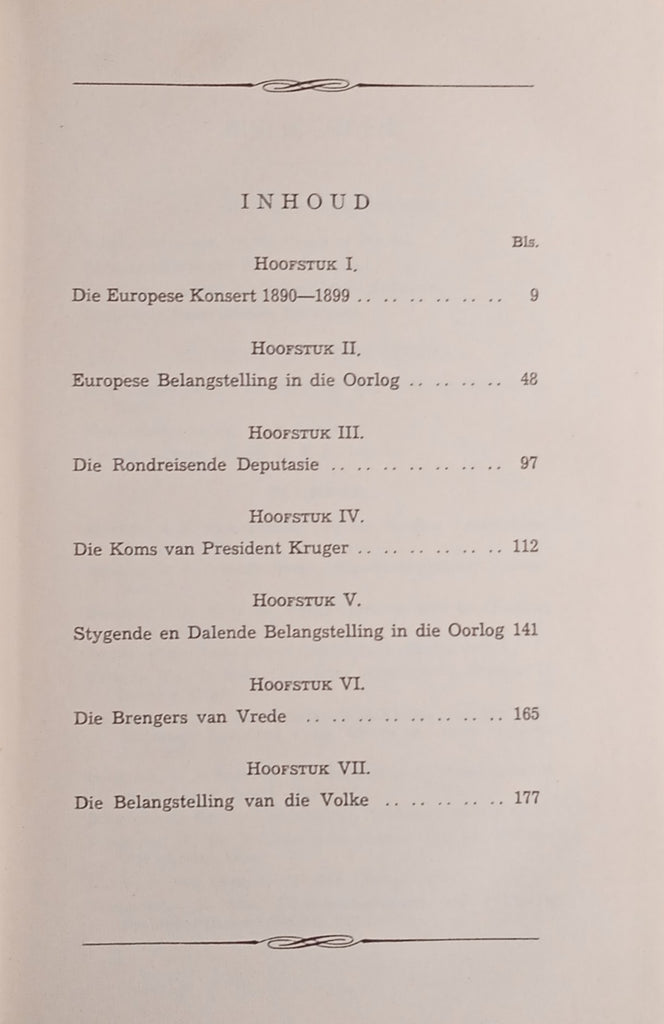 INHOUD
Bls.
HOOFSTUK I.
Die Europese Konsert 1890—1899 .. .. .. .. .. .. 9
HOOFSTUK II.
Europese Belangstelling in die Oorlog .. .. .. .. 48
HOOFSTUK III.
Die Rondreisende Deputasie .. .. .. .. .. .. .. 97
HOOFSTUK IV.
Die Koms van President Kruger .. .. .. .. .. .. 112
HOOFSTUK V.
Stygende en Dalende Belangstelling in die Oorlog 141
HOOFSTUK VI.
Die Brengers van Vrede .. .. .. .. .. .. .. .. 165
HOOFSTUK VII.
Die Belangstelling van die Volke .. .. .. .. .. 177